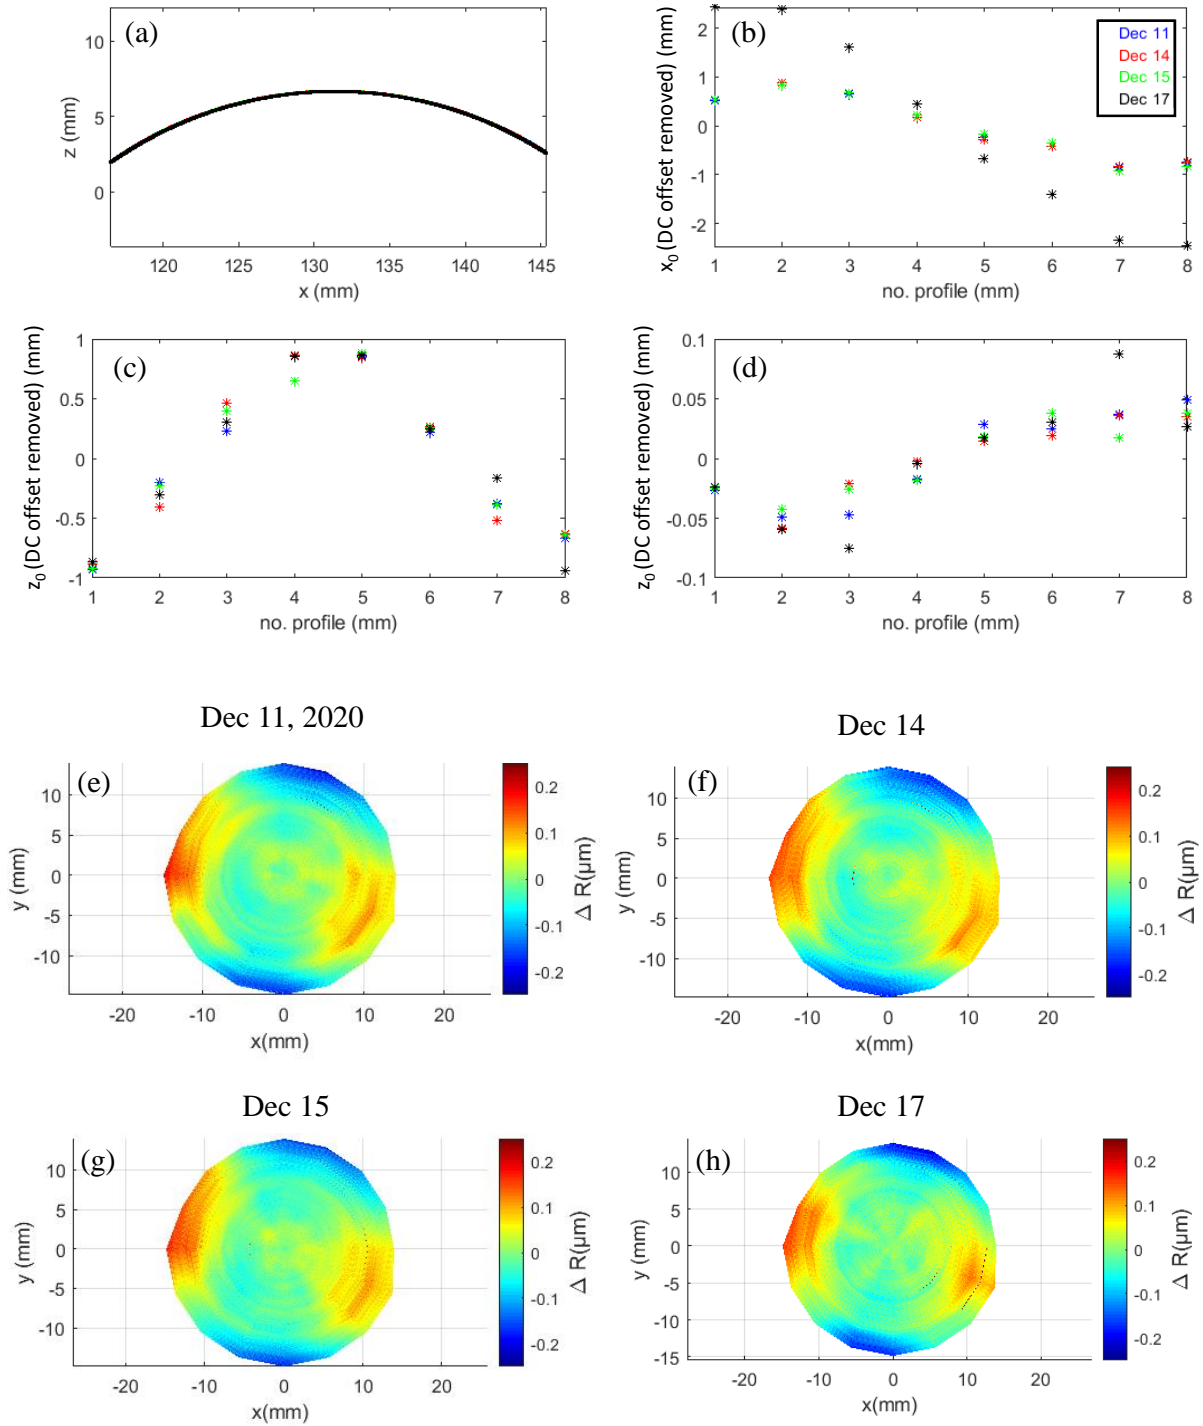 (a)
10
5
0
z (mm)
120 125 130 135 140 145
x (mm)
(b)
Dec 11
Dec 14
Dec 15
Dec 17
2
1
0
-1
-2
x₀ (DC offset removed) (mm)
1 2 3 4 5 6 7 8
no. profile (mm)
(c)
1
0.5
0
-0.5
-1
z₀ (DC offset removed) (mm)
1 2 3 4 5 6 7 8
no. profile (mm)
(d)
0.1
0.05
0
-0.05
-0.1
z₀ (DC offset removed) (mm)
1 2 3 4 5 6 7 8
no. profile (mm)
Dec 11, 2020
(e)
10
5
0
-5
-10
y (mm)
-20 -10 0 10 20
x(mm)
0.2
0.1
0
-0.1
-0.2
Δ R(μm)
Dec 14
(f)
10
5
0
-5
-10
y (mm)
-20 -10 0 10 20
x(mm)
0.2
0.1
0
-0.1
-0.2
Δ R(μm)
Dec 15
(g)
10
5
0
-5
-10
y (mm)
-20 -10 0 10 20
x(mm)
0.2
0.1
0
-0.1
-0.2
Δ R(μm)
Dec 17
(h)
10
5
0
-5
-10
-15
y (mm)
-20 -10 0 10 20
x(mm)
0.2
0.1
0
-0.1
-0.2
Δ R(μm)